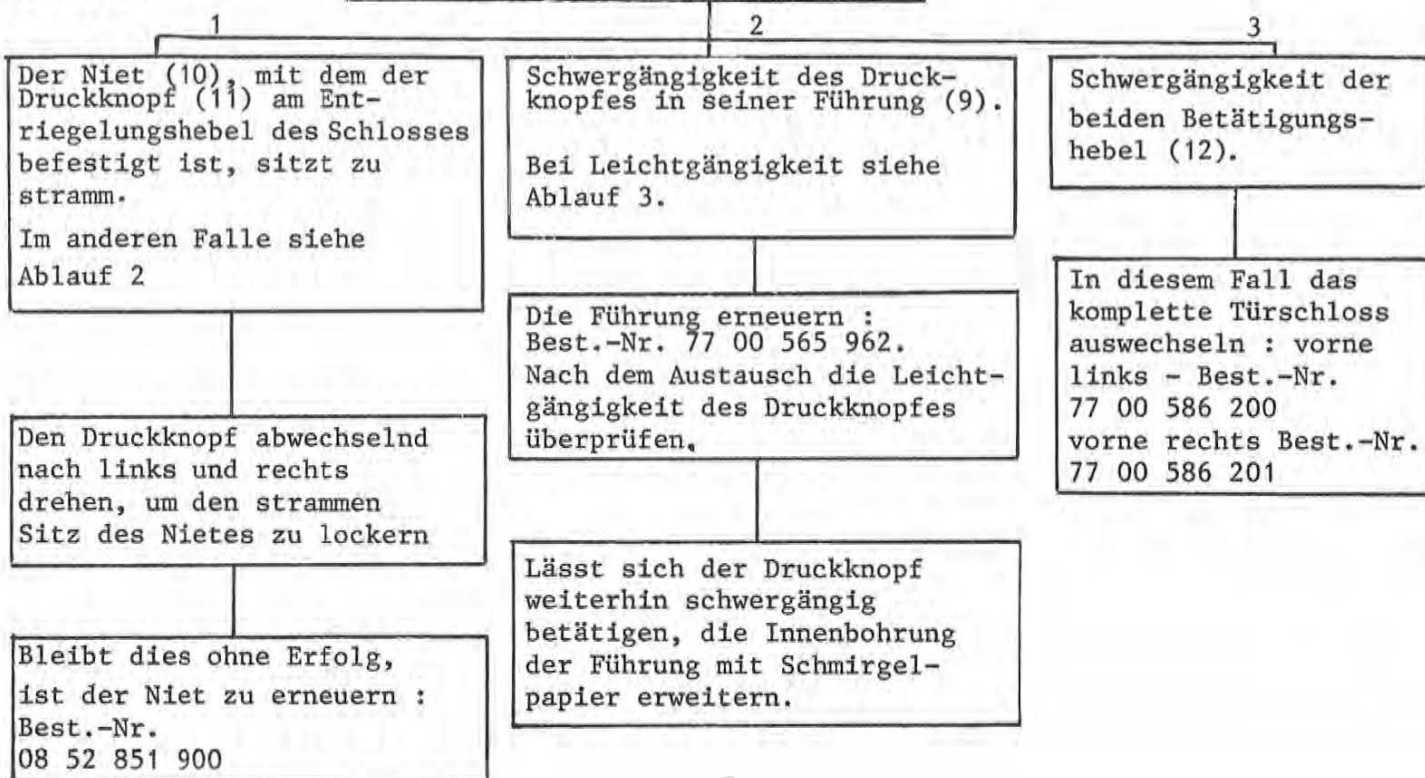 1
2
3
Der Niet (10), mit dem der
Druckknopf (11) am Ent-
riegelungshebel des Schlosses
befestigt ist, sitzt zu
stramm.
Im anderen Falle siehe
Ablauf 2
Den Druckknopf abwechselnd
nach links und rechts
drehen, um den strammen
Sitz des Nietes zu lockern
Bleibt dies ohne Erfolg,
ist der Niet zu erneuern :
Best.-Nr.
08 52 851 900
Schwergängigkeit des Druck-
knopfes in seiner Führung (9).
Bei Leichtgängigkeit siehe
Ablauf 3.
Die Führung erneuern :
Best.-Nr. 77 00 565 962.
Nach dem Austausch die Leicht-
gängigkeit des Druckknopfes
überprüfen.
Lässt sich der Druckknopf
weiterhin schwergängig
betätigen, die Innenbohrung
der Führung mit Schmirgel-
papier erweitern.
Schwergängigkeit der
beiden Betätigungs-
hebel (12).
In diesem Fall das
komplette Türschloss
auswechseln : vorne
links - Best.-Nr.
77 00 586 200
vorne rechts Best.-Nr.
77 00 586 201